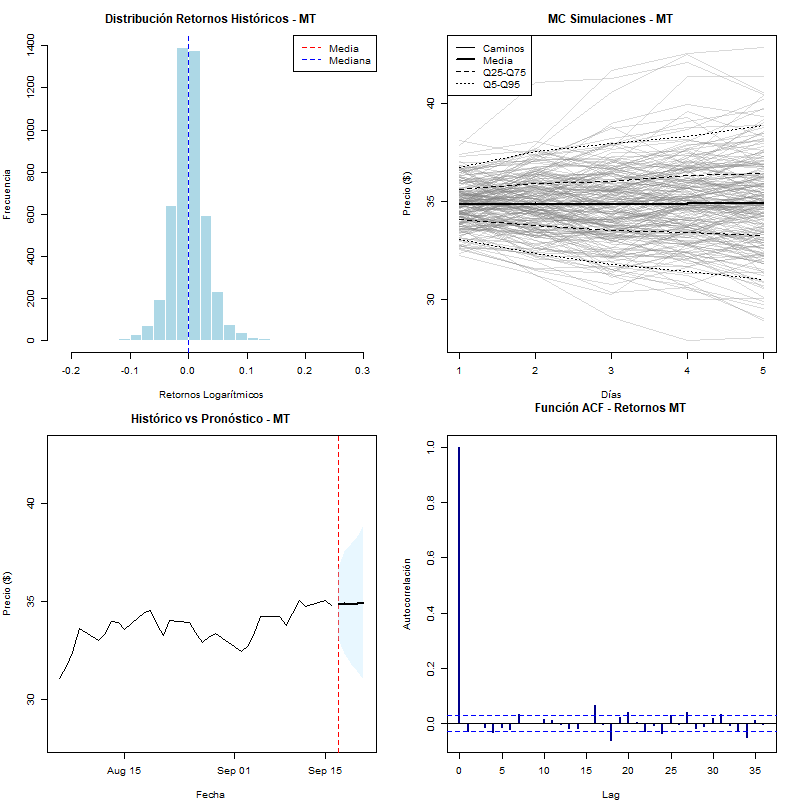 Distribución Retornos Históricos - MT
Frecuencia
1400
1200
1000
800
600
400
200
0
-0.2
-0.1
0.0
0.1
0.2
0.3
Retornos Logarítmicos
Media
Mediana
MC Simulaciones - MT
Precio ($)
40
35
30
1
2
3
4
5
Días
Caminos
Media
Q25-Q75
Q5-Q95
Histórico vs Pronóstico - MT
Precio ($)
40
35
30
Aug 15
Sep 01
Sep 15
Fecha
Función ACF - Retornos MT
Autocorrelación
1.0
0.8
0.6
0.4
0.2
0.0
0
5
10
15
20
25
30
35
Lag